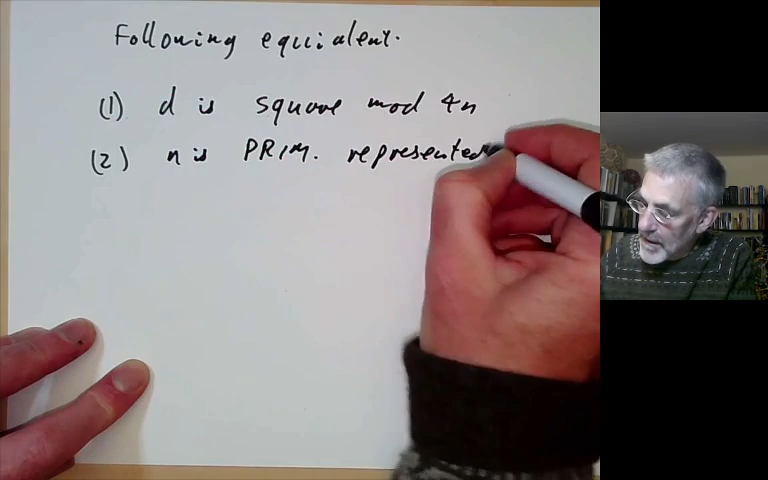 Following equivalent.
(1) d is square mod 4n
(2) n is PRIM. represented